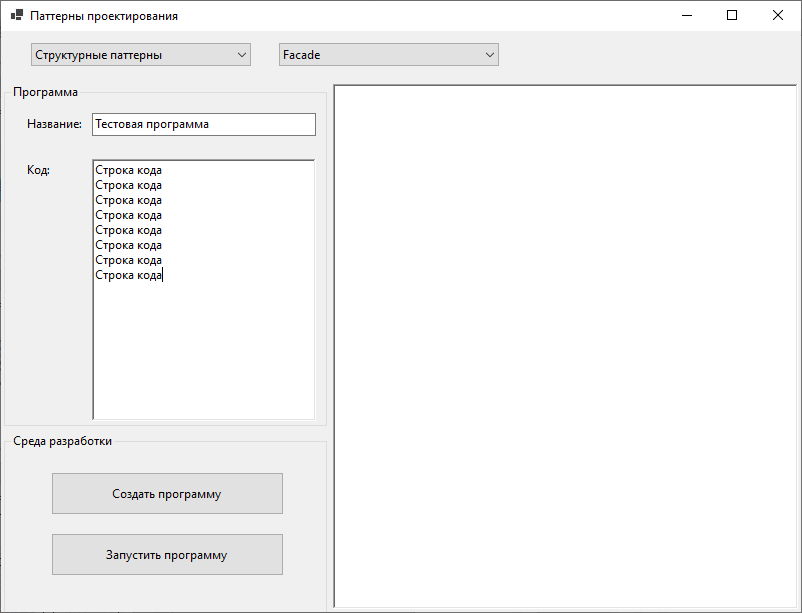 Паттерны проектирования
Структурные паттерны
Facade
Программа
Название:
Тестовая программа
Код:
Строка кода
Строка кода
Строка кода
Строка кода
Строка кода
Строка кода
Строка кода
Строка кода
Среда разработки
Создать программу
Запустить программу